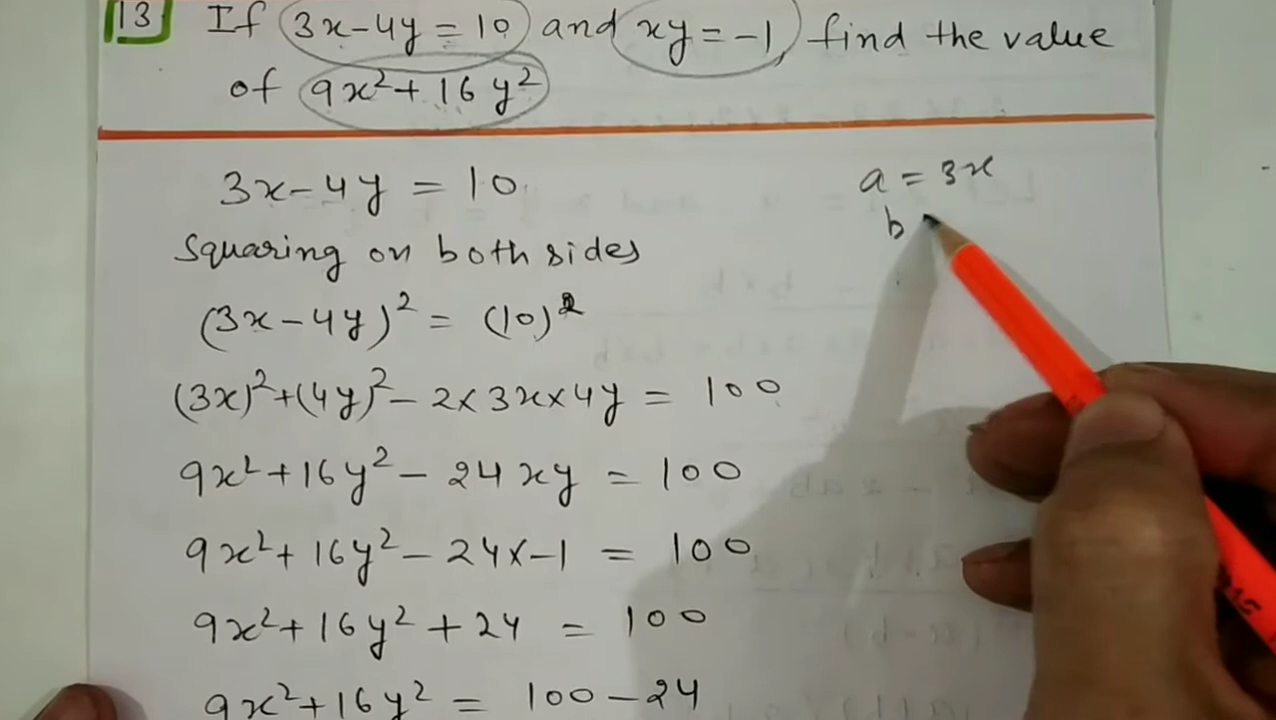 13 If 3x-4y = 10 and xy = -1, find the value
of 9x²+ 16 y²
3x-4y = 10
a = 3x
b
Squaring on both sides
(3x-4y)² = (10)²
(3x)²+(4y)²- 2×3x×4y = 100
9x²+16y²- 24xy = 100
9x²+ 16y²- 24×-1 = 100
9x²+ 16y² + 24 = 100
9x²+16y² = 100-24